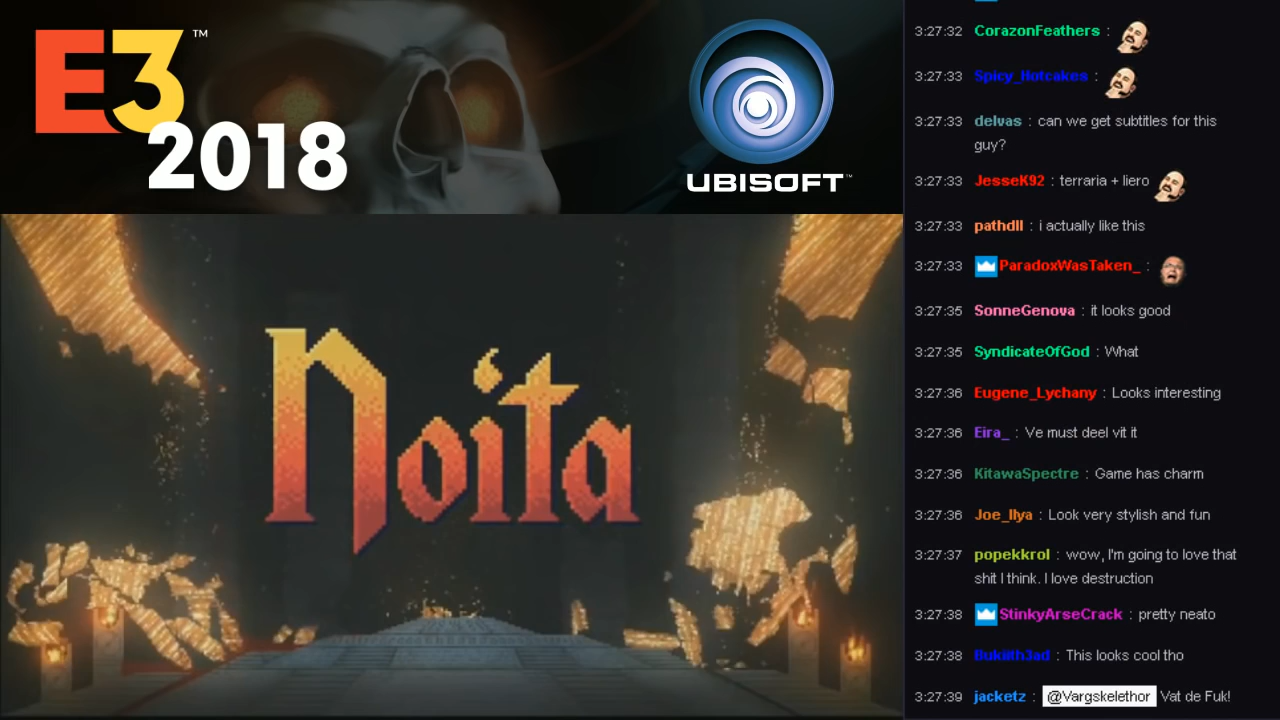 E3™
2018
UBISOFT™
Noita
3:27:32 CorazonFeathers :
3:27:33 Spicy_Hotcakes :
3:27:33 delvas : can we get subtitles for this
guy?
3:27:33 JesseK92 : terraria + liero
3:27:33 pathdll : i actually like this
3:27:33 ParadoxWasTaken_ :
3:27:35 SonneGenova : it looks good
3:27:35 SyndicateOfGod : What
3:27:36 Eugene_Lychany : Looks interesting
3:27:36 Eira_ : Ve must deel vit it
3:27:36 KitawaSpectre : Game has charm
3:27:36 Joe_Ilya : Look very stylish and fun
3:27:37 popekkrol : wow, I'm going to love that
shit I think. I love destruction
3:27:38 StinkyArseCrack : pretty neato
3:27:38 Bukiith3ad : This looks cool tho
3:27:39 jacketz : @Vargskelethor Vat de Fuk!